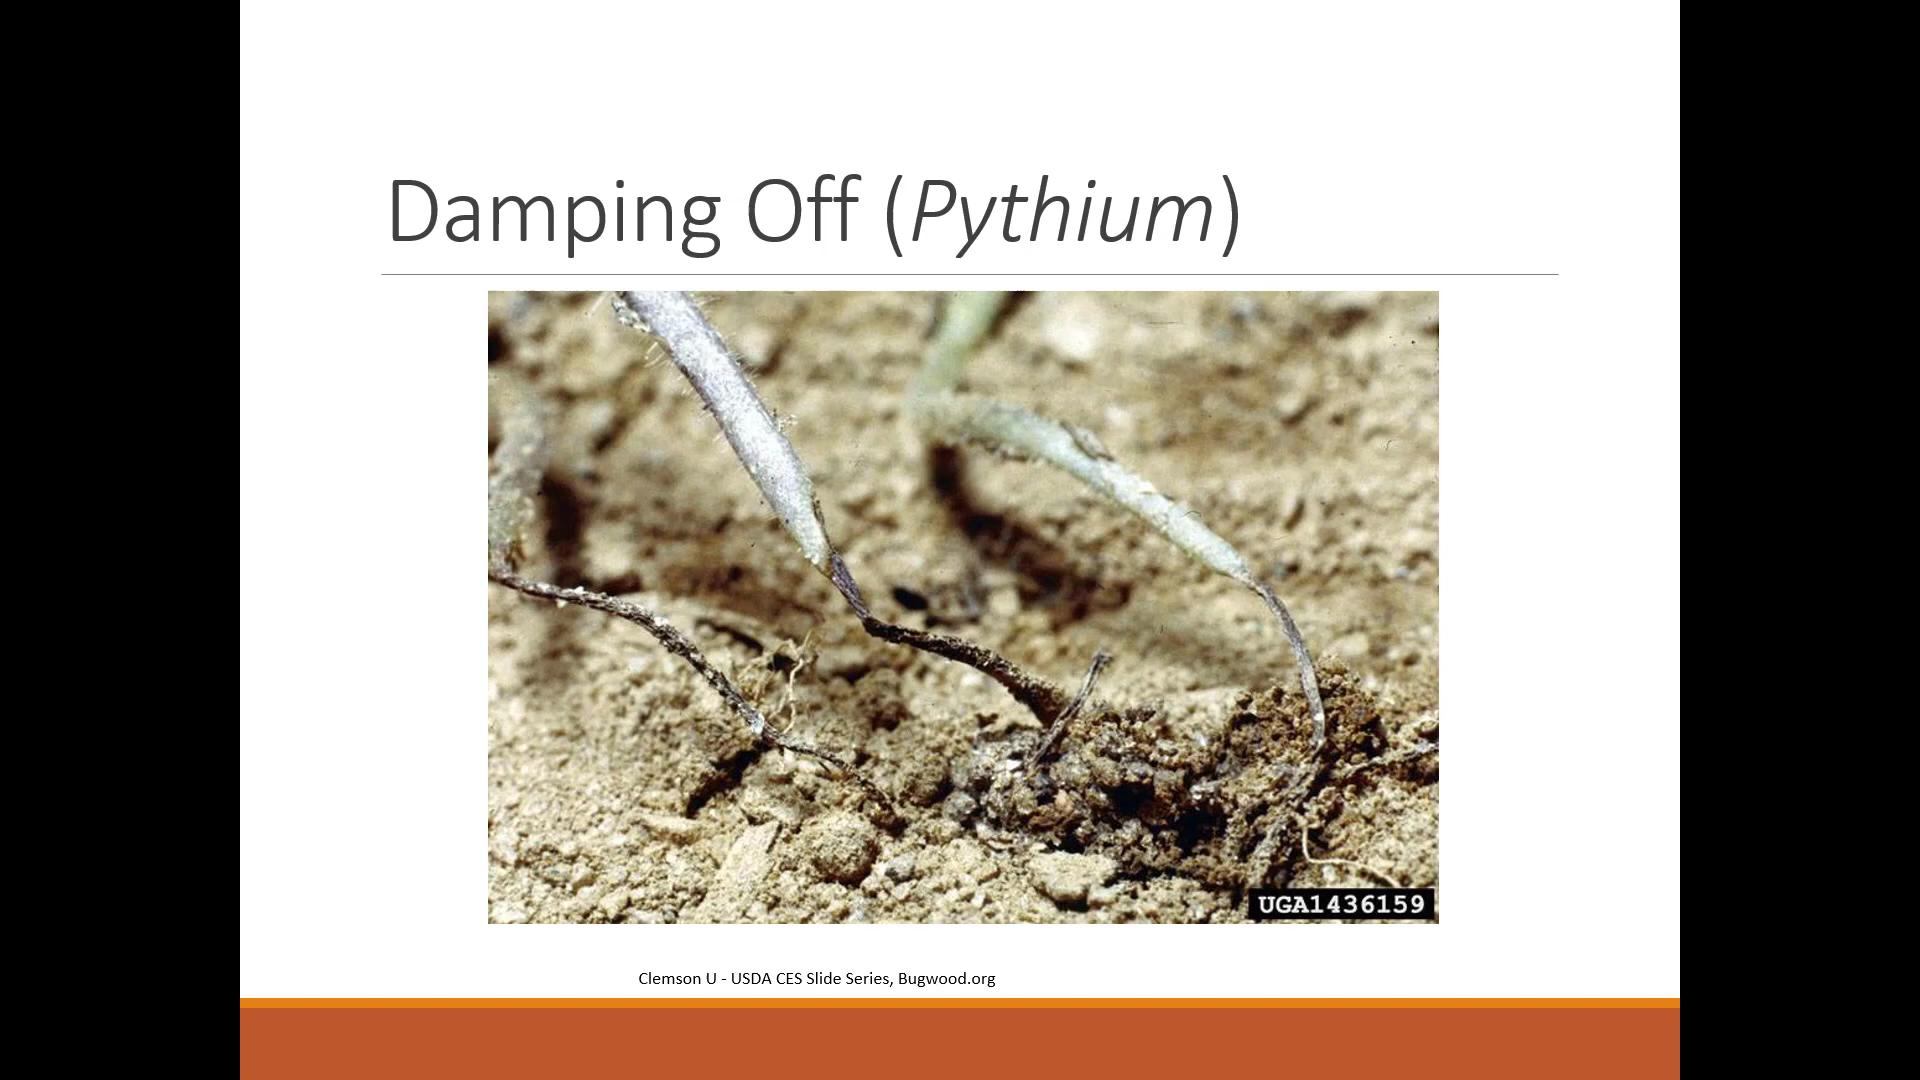 Damping Off (Pythium)
UGA1436159
Clemson U - USDA CES Slide Series, Bugwood.org